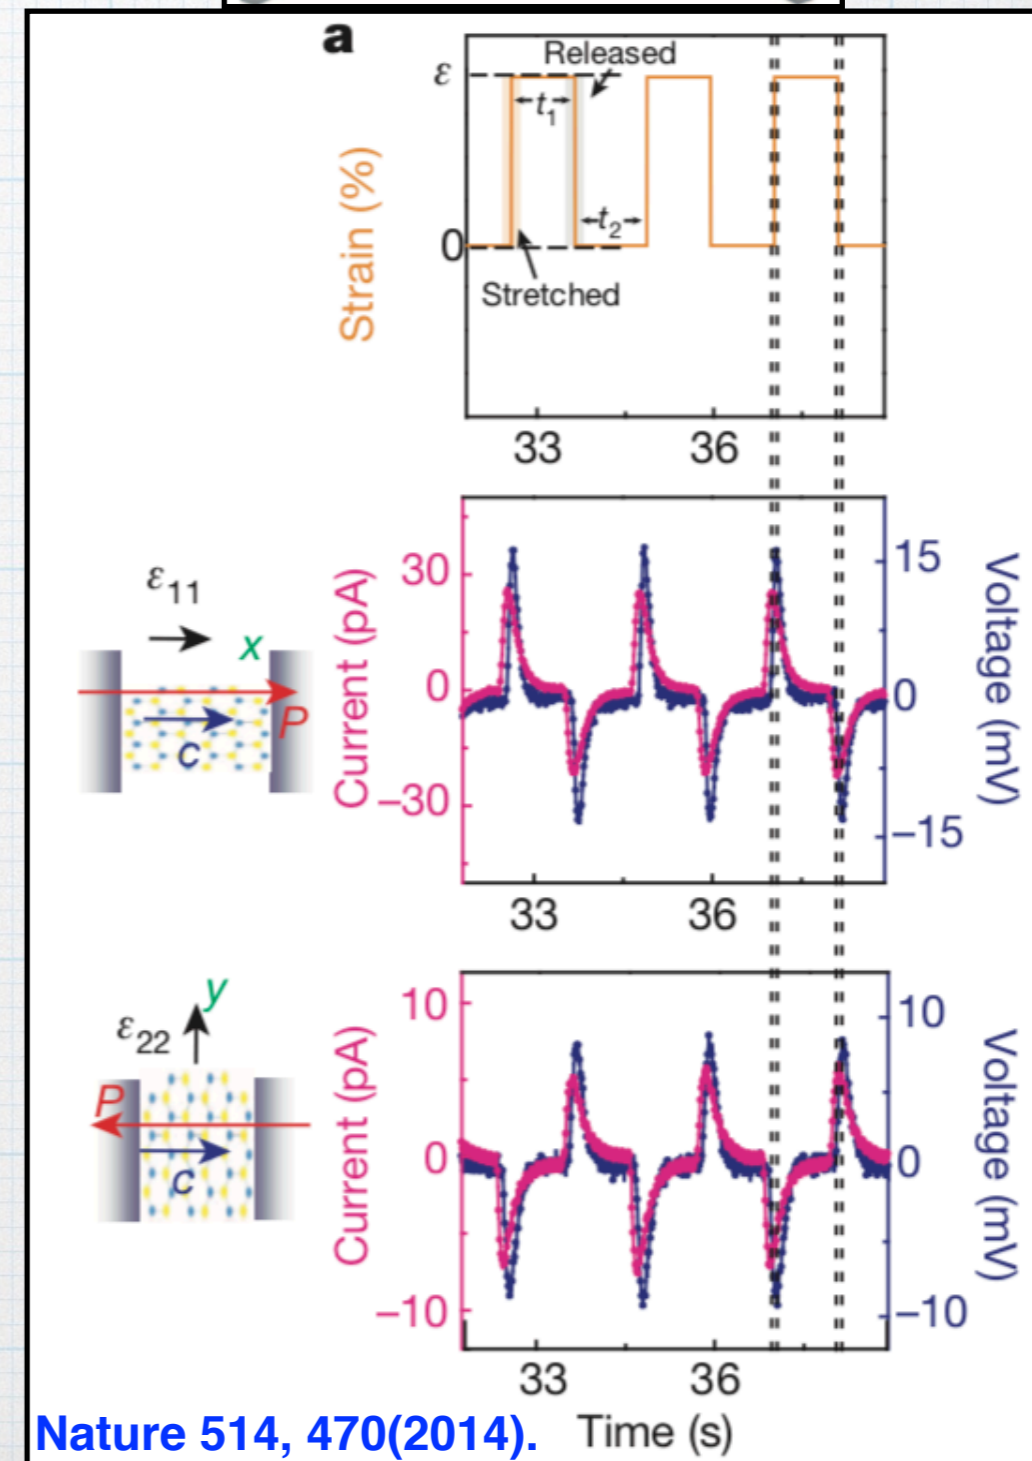 a
Released
ε
t1
t2
0
Stretched
Strain (%)
33 36
ε11
x
P
c
Current (pA)
30
0
−30
15
0
−15
Voltage (mV)
33 36
y
ε22
P
c
Current (pA)
10
0
−10
10
0
−10
Voltage (mV)
33 36
Time (s)
Nature 514, 470(2014).